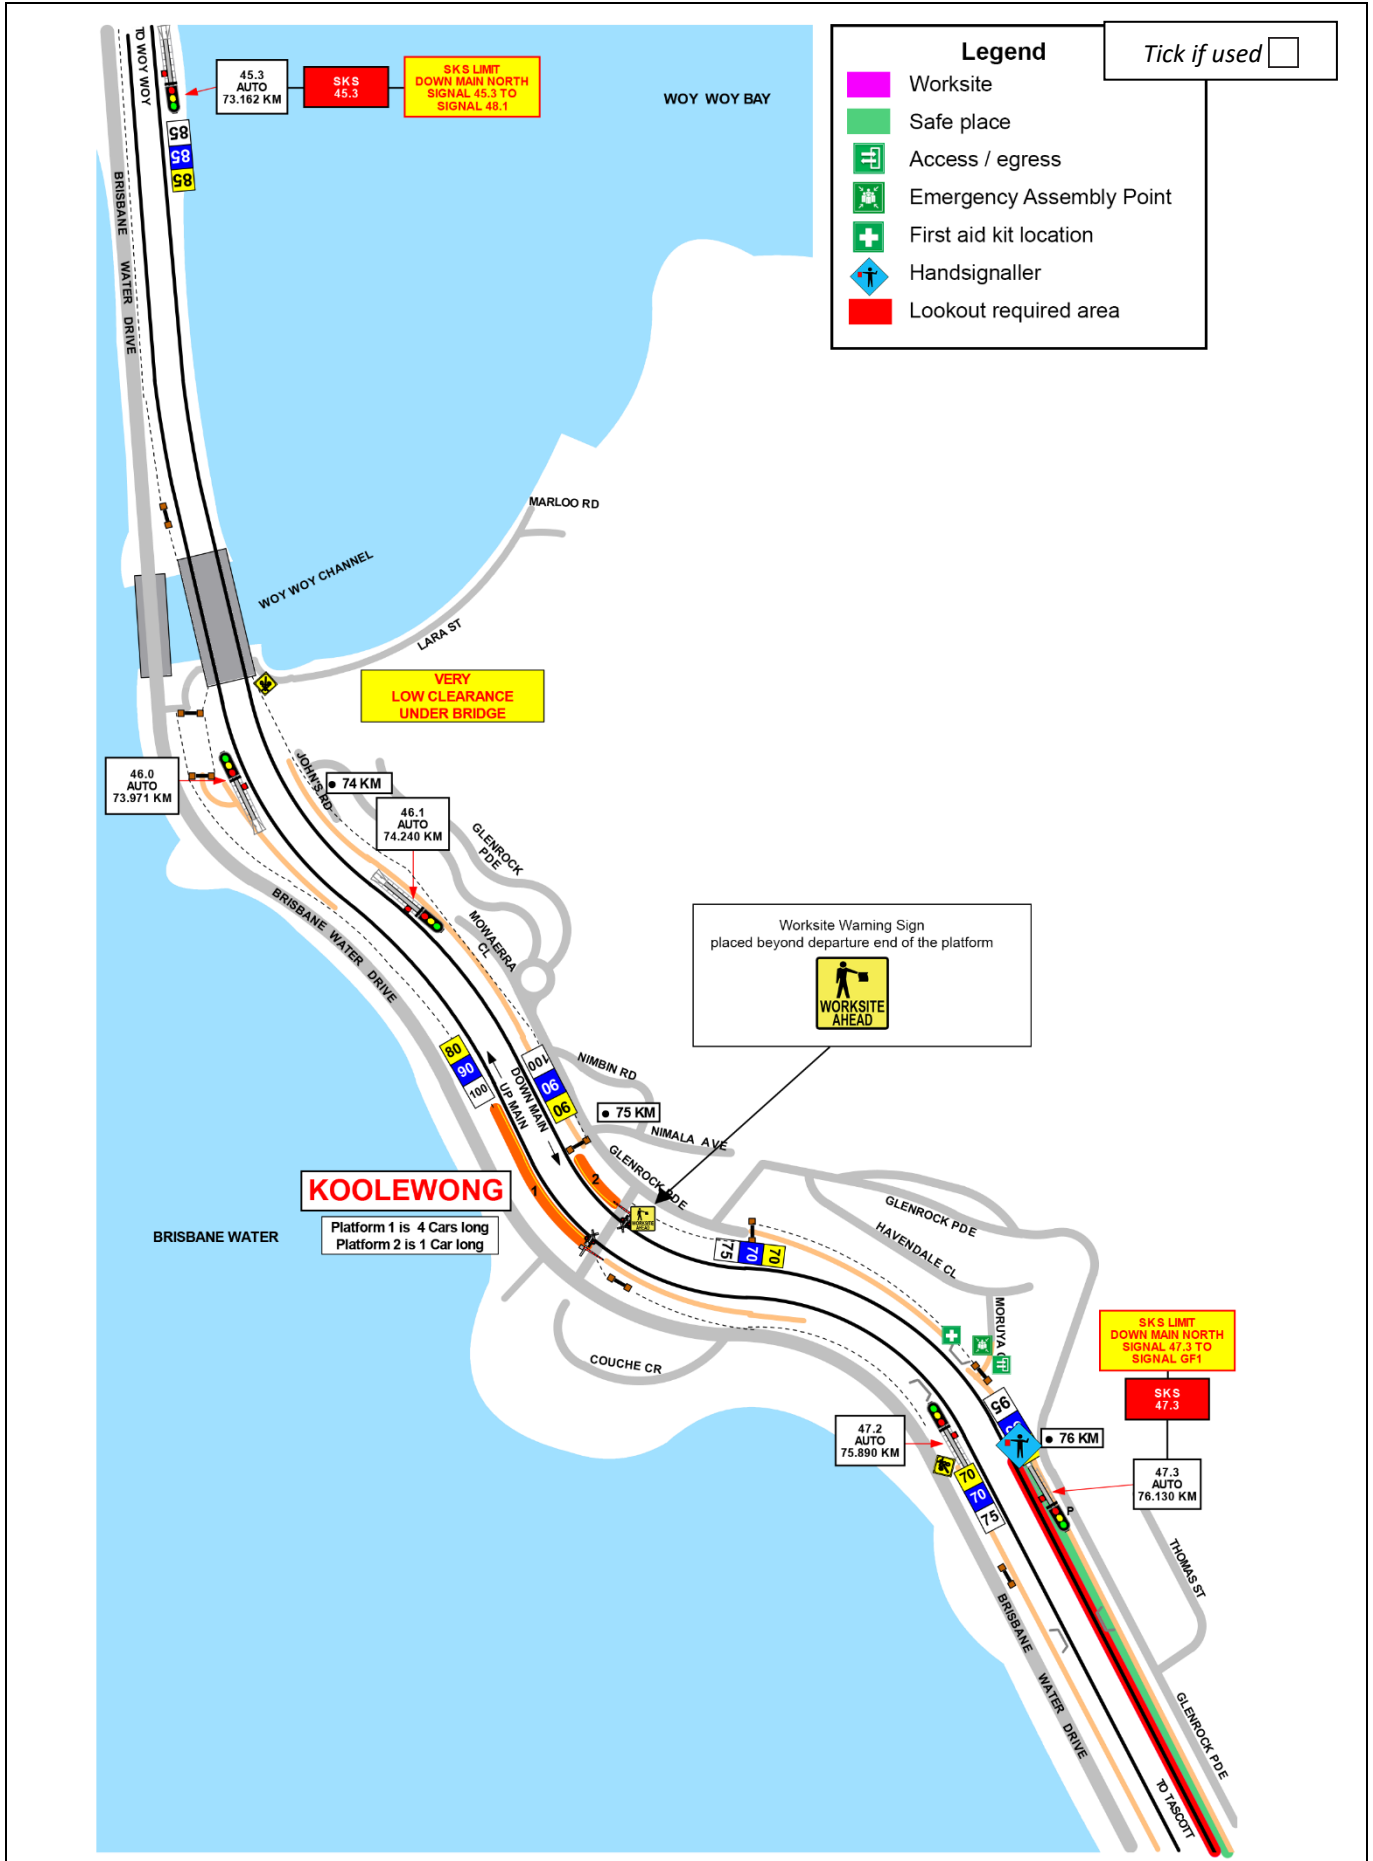 Legend
Tick if used
Worksite
Safe place
Access / egress
Emergency Assembly Point
First aid kit location
Handsignaller
Lookout required area
TO WOY WOY
45.3
AUTO
73.162 KM
SKS
45.3
SKS LIMIT
DOWN MAIN NORTH
SIGNAL 45.3 TO
SIGNAL 48.1
WOY WOY BAY
85
85
85
BRISBANE WATER DRIVE
MARLOO RD
WOY WOY CHANNEL
LARA ST
VERY
LOW CLEARANCE
UNDER BRIDGE
46.0
AUTO
73.971 KM
JOHN'S RD
74 KM
46.1
AUTO
74.240 KM
GLENROCK
PDE
MOWAERRA
CL
BRISBANE WATER DRIVE
Worksite Warning Sign
placed beyond departure end of the platform
WORKSITE
AHEAD
80
90
100
UP MAIN
DOWN MAIN
100
90
90
NIMBIN RD
75 KM
NIMALA AVE
GLENROCK PDE
KOOLEWONG
1
2
Platform 1 is 4 Cars long
Platform 2 is 1 Car long
WORKSITE
AHEAD
BRISBANE WATER
75
70
70
GLENROCK PDE
HAVENDALE CL
MORUYA
COUCHE CR
SKS LIMIT
DOWN MAIN NORTH
SIGNAL 47.3 TO
SIGNAL GF1
SKS
47.3
95
76 KM
47.2
AUTO
75.890 KM
47.3
AUTO
76.130 KM
70
70
75
P
THOMAS ST
BRISBANE WATER DRIVE
GLENROCK PDE
TO TASCOTT